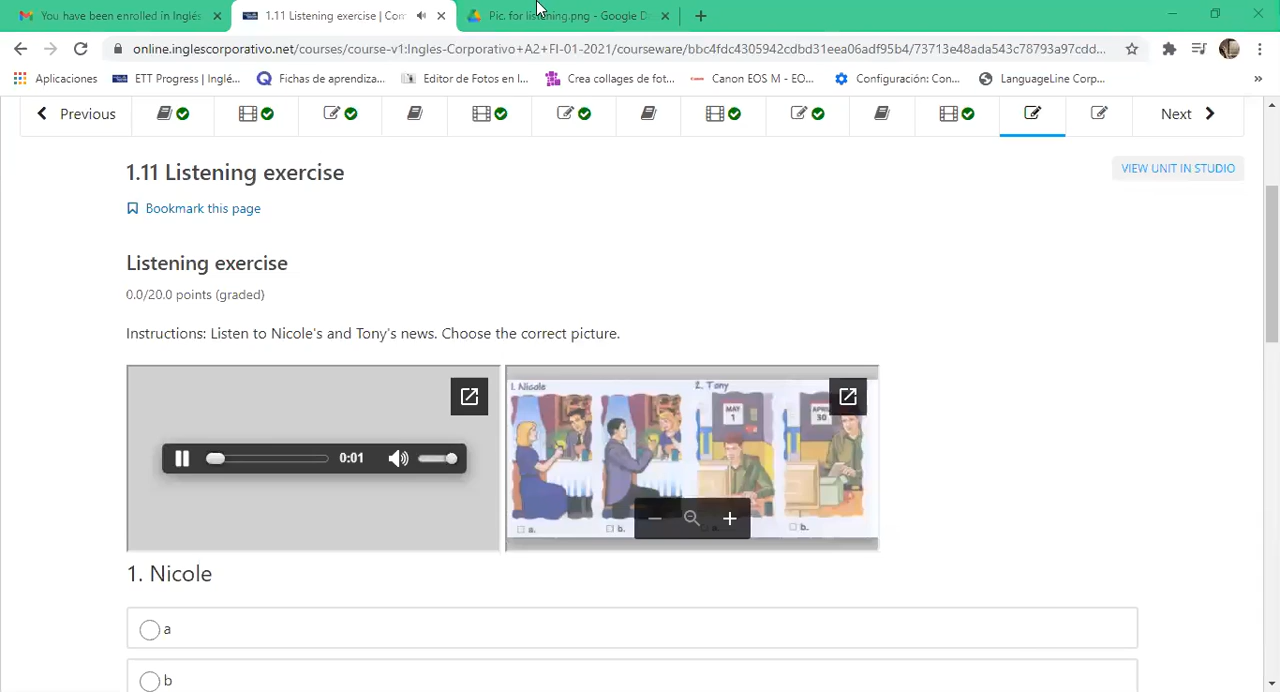 You have been enrolled in Inglés
1.11 Listening exercise | Com
Pic. for listening.png - Google D
online.inglescorporativo.net/courses/course-v1:Ingles-Corporativo+A2+FI-01-2021/courseware/bbc4fdc4305942cdbd31eea06adf95b4/73713e48ada543c78793a97cdd...
Aplicaciones
ETT Progress | Inglé...
Fichas de aprendiza...
Editor de Fotos en l...
Crea collages de fot...
Canon EOS M - EO...
Configuración: Con...
LanguageLine Corp...
Previous
Next
1.11 Listening exercise
VIEW UNIT IN STUDIO
Bookmark this page
Listening exercise
0.0/20.0 points (graded)
Instructions: Listen to Nicole's and Tony's news. Choose the correct picture.
0:01
1. Nicole
2. Tony
MAY 1
APRIL 30
a.
b.
a.
b.
1. Nicole
a
b